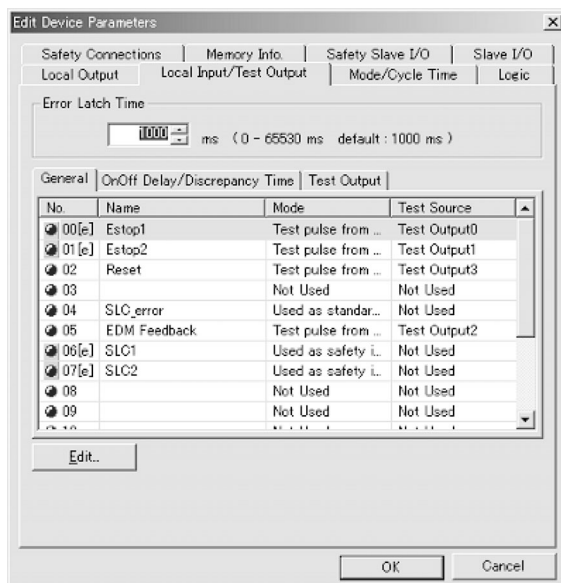 Edit Device Parameters
Safety Connections Memory Info. Safety Slave I/O Slave I/O
Local Output Local Input/Test Output Mode/Cycle Time Logic
Error Latch Time
1000 ms ( 0 - 65530 ms default : 1000 ms )
General OnOff Delay/Discrepancy Time Test Output
No. Name Mode Test Source
00[e] Estop1 Test pulse from ... Test Output0
01[e] Estop2 Test pulse from ... Test Output1
02 Reset Test pulse from ... Test Output3
03 Not Used Not Used
04 SLC_error Used as standar... Not Used
05 EDM Feedback Test pulse from ... Test Output2
06[e] SLC1 Used as safety i... Not Used
07[e] SLC2 Used as safety i... Not Used
08 Not Used Not Used
09 Not Used Not Used
Edit..
OK Cancel